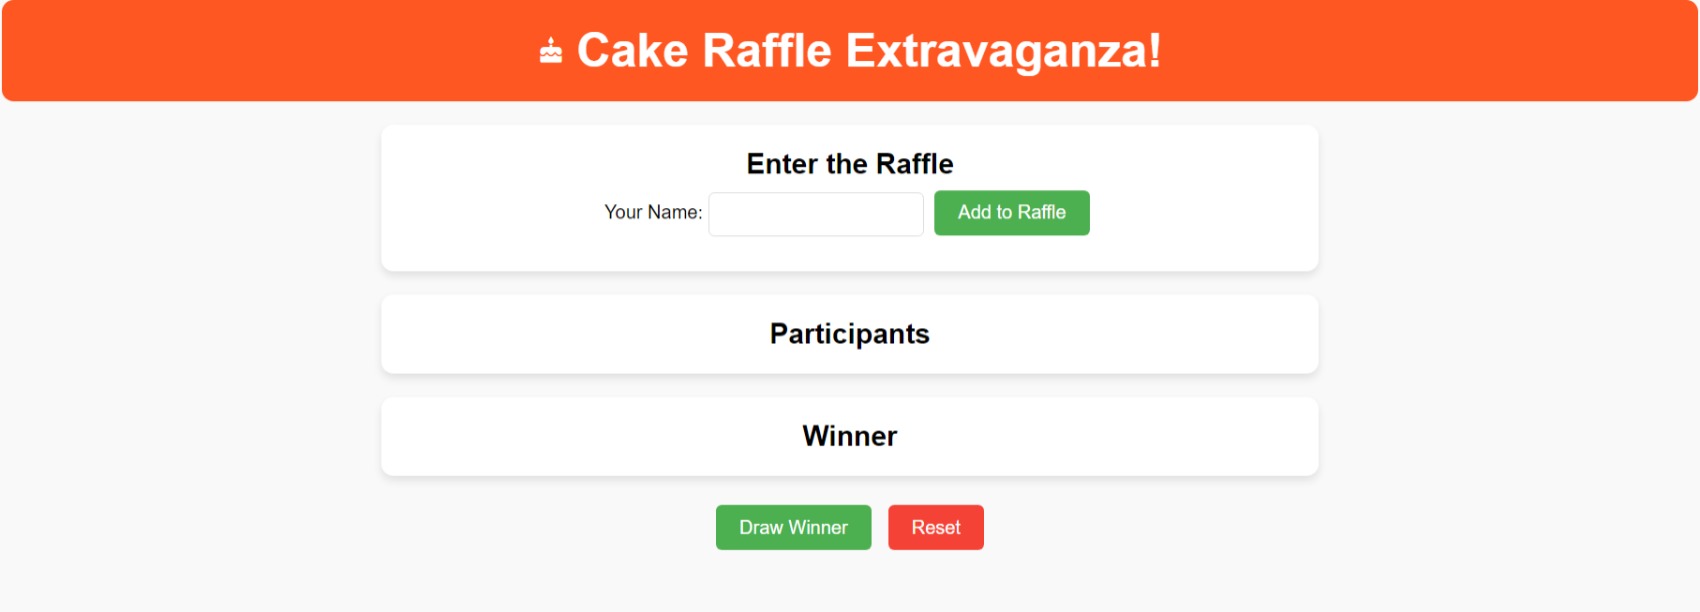 Cake Raffle Extravaganza!
Enter the Raffle
Your Name: Add to Raffle
Participants
Winner
Draw Winner Reset